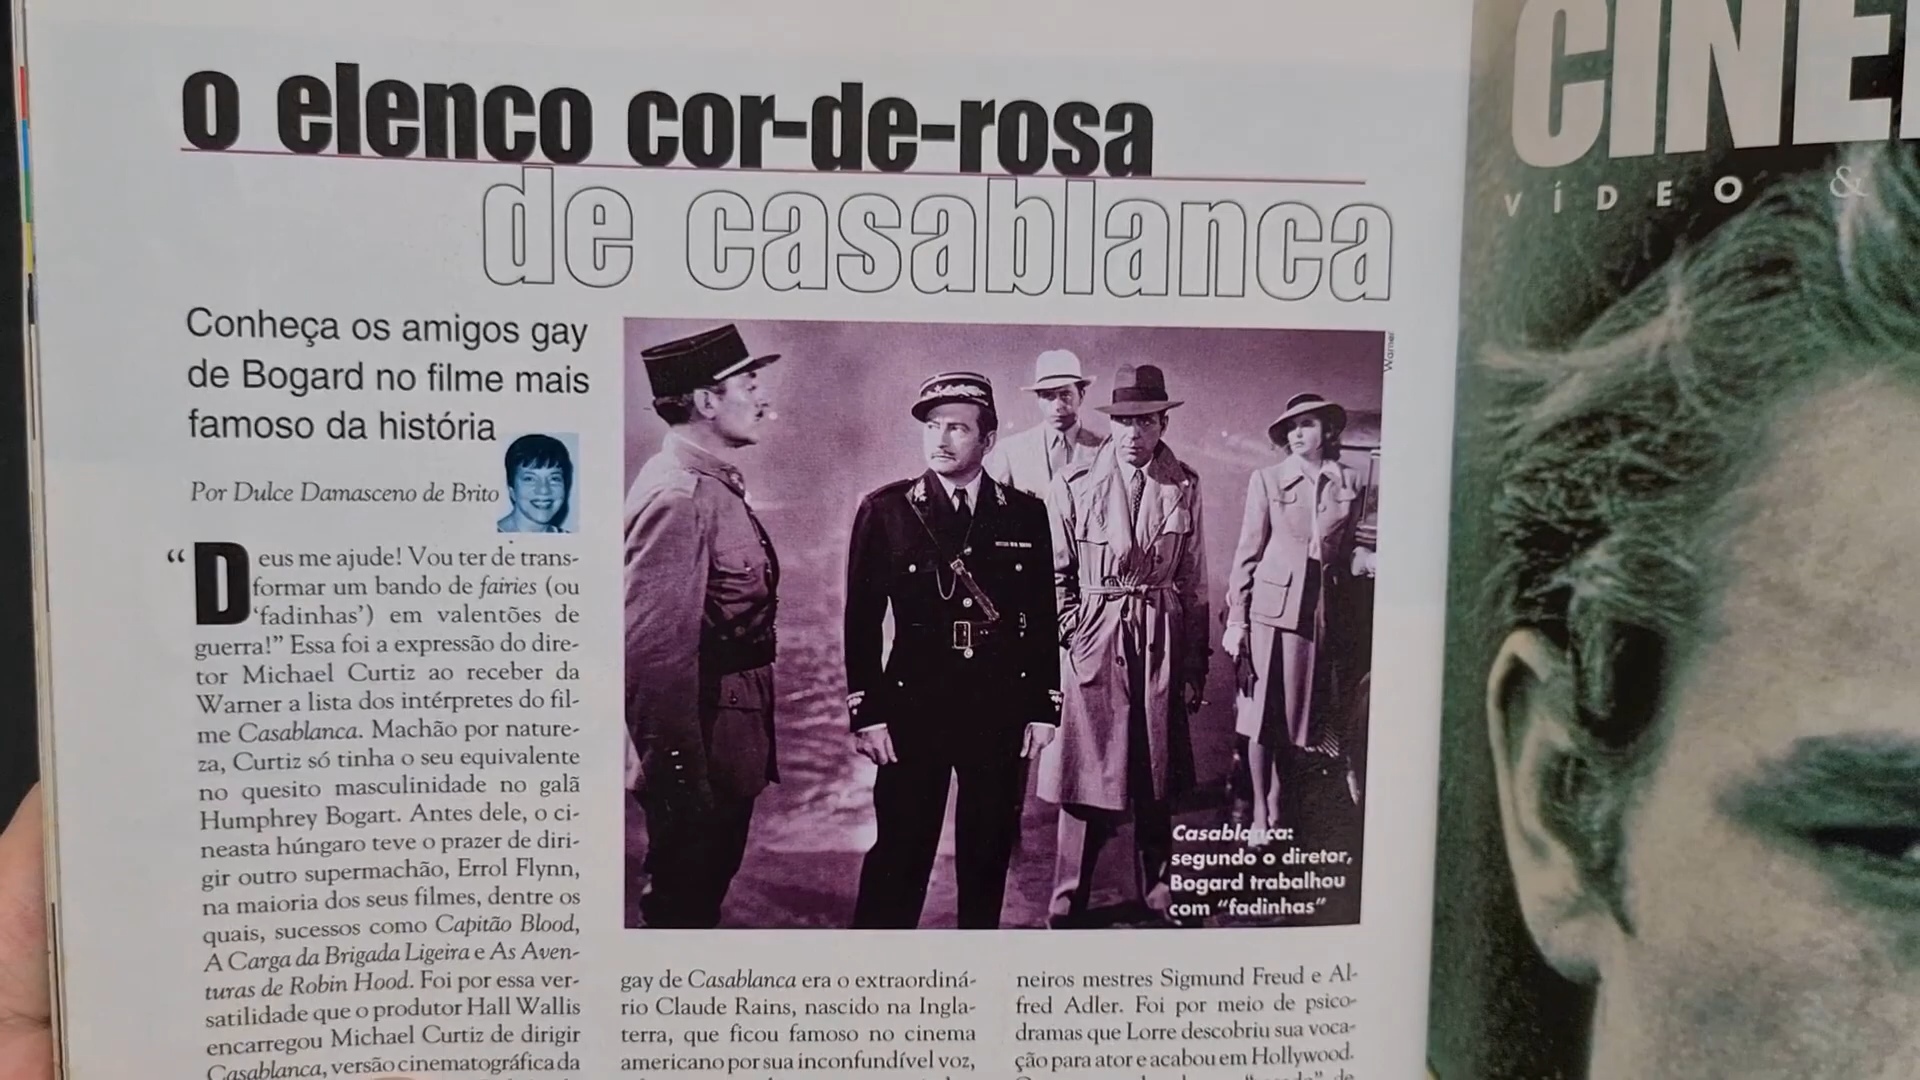 o elenco cor-de-rosa
de casablanca
Conheça os amigos gay
de Bogard no filme mais
famoso da história
Por Dulce Damasceno de Brito
“Deus me ajude! Vou ter de trans-
formar um bando de fairies (ou
‘fadinhas’) em valentões de
guerra!” Essa foi a expressão do dire-
tor Michael Curtiz ao receber da
Warner a lista dos intérpretes do fil-
me Casablanca. Machão por nature-
za, Curtiz só tinha o seu equivalente
no quesito masculinidade no galã
Humphrey Bogart. Antes dele, o ci-
neasta húngaro teve o prazer de diri-
gir outro supermachão, Errol Flynn,
na maioria dos seus filmes, dentre os
quais, sucessos como Capitão Blood,
A Carga da Brigada Ligeira e As Aven-
turas de Robin Hood. Foi por essa ver-
satilidade que o produtor Hall Wallis
encarregou Michael Curtiz de dirigir
Casablanca, versão cinematográfica da
Warner
Casablanca:
segundo o diretor,
Bogard trabalhou
com “fadinhas”
gay de Casablanca era o extraordiná-
rio Claude Rains, nascido na Ingla-
terra, que ficou famoso no cinema
americano por sua inconfundível voz,
neiros mestres Sigmund Freud e Al-
fred Adler. Foi por meio de psico-
dramas que Lorre descobriu sua voca-
ção para ator e acabou em Hollywood.
CINE
VÍDEO &